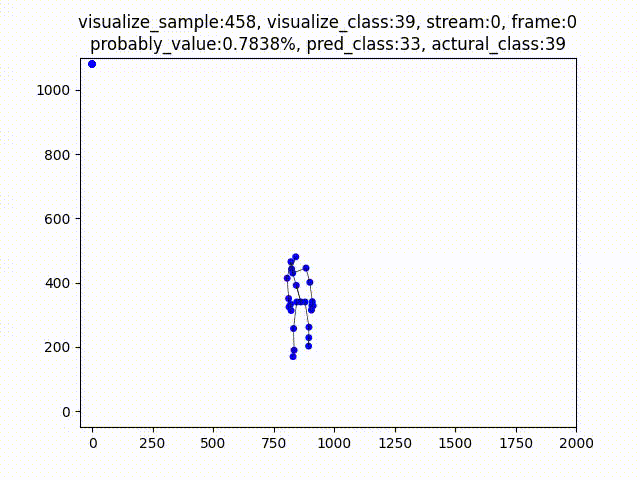 visualize_sample:458, visualize_class:39, stream:0, frame:0
probably_value:0.7838%, pred_class:33, actural_class:39
1000
800
600
400
200
0
0 250 500 750 1000 1250 1500 1750 2000